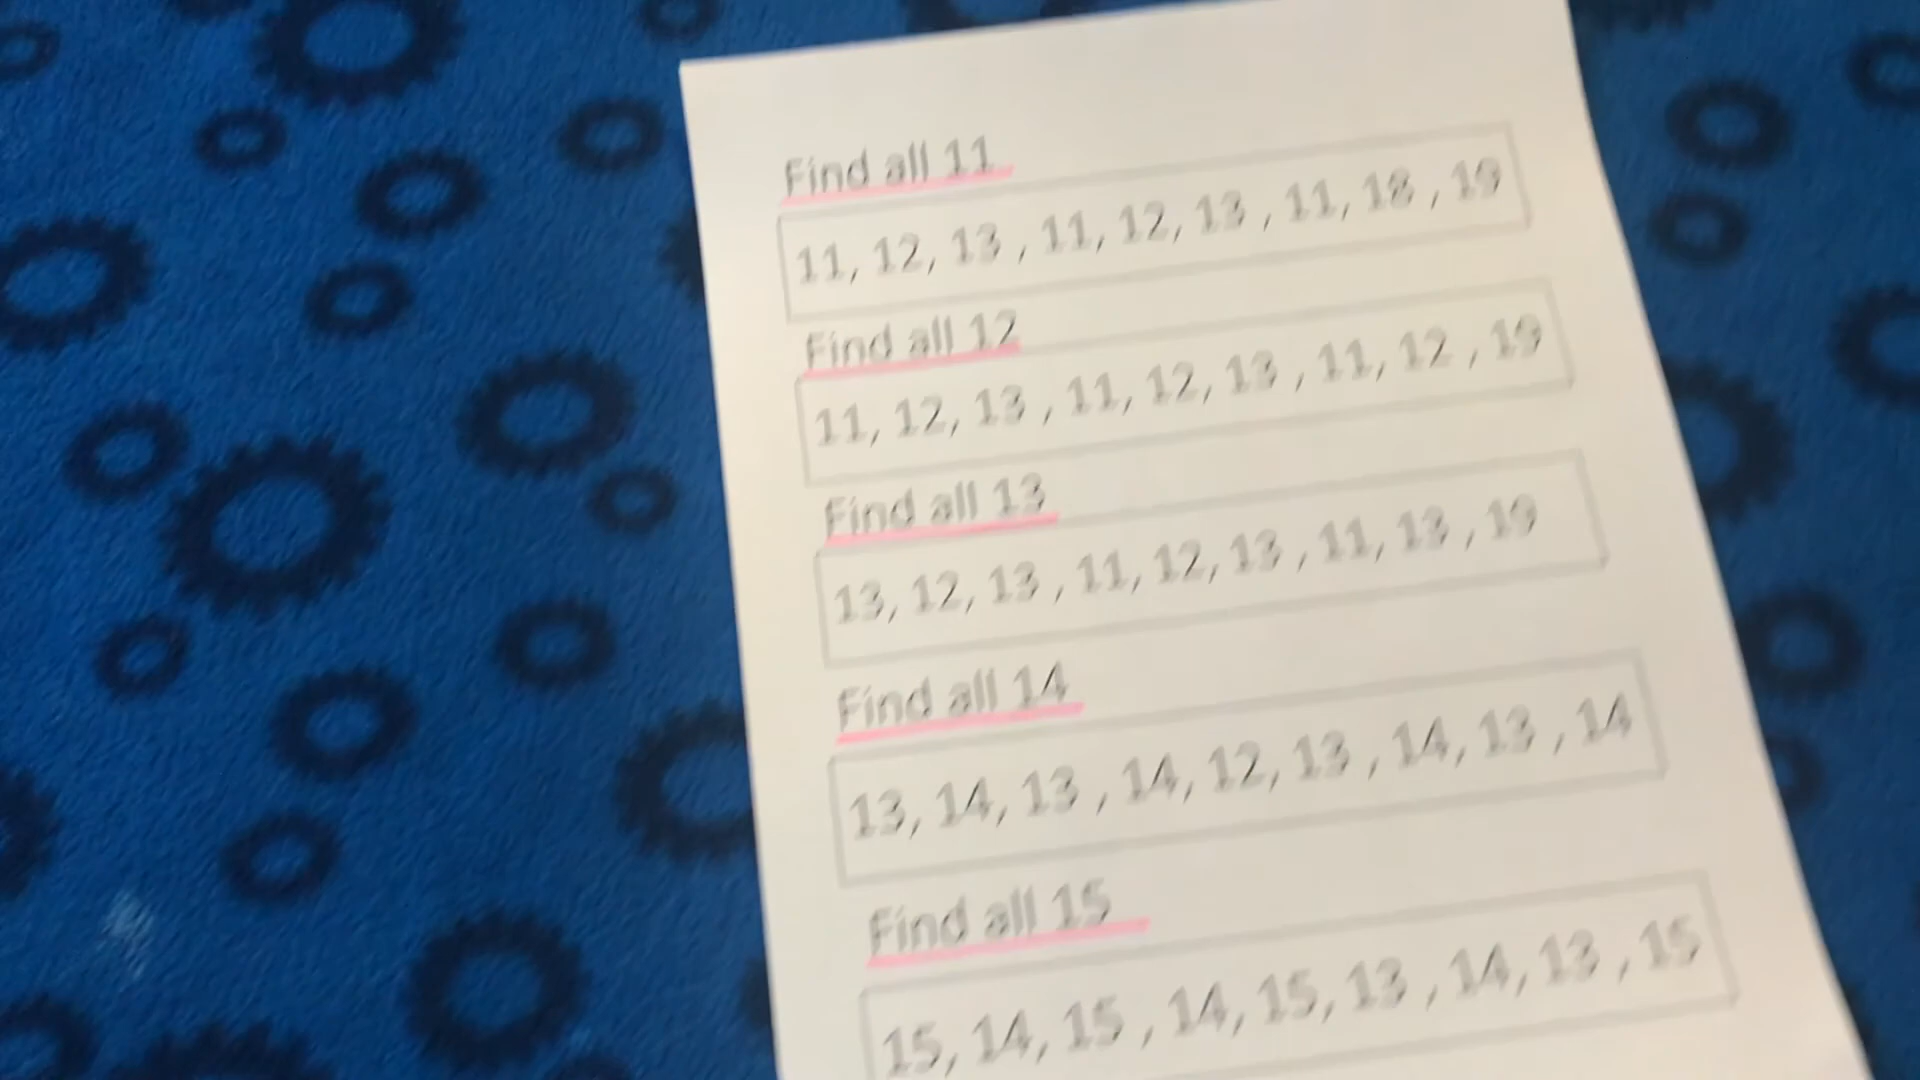 Find all 11
11, 12, 13 , 11, 12, 13 , 11, 18 , 19
Find all 12
11, 12, 13 , 11, 12, 13 , 11, 12 , 19
Find all 13
13, 12, 13 , 11, 12, 13 , 11, 13 , 19
Find all 14
13, 14, 13 , 14, 12, 13 , 14, 13 , 14
Find all 15
15, 14, 15 , 14, 15, 13 , 14, 13 , 15